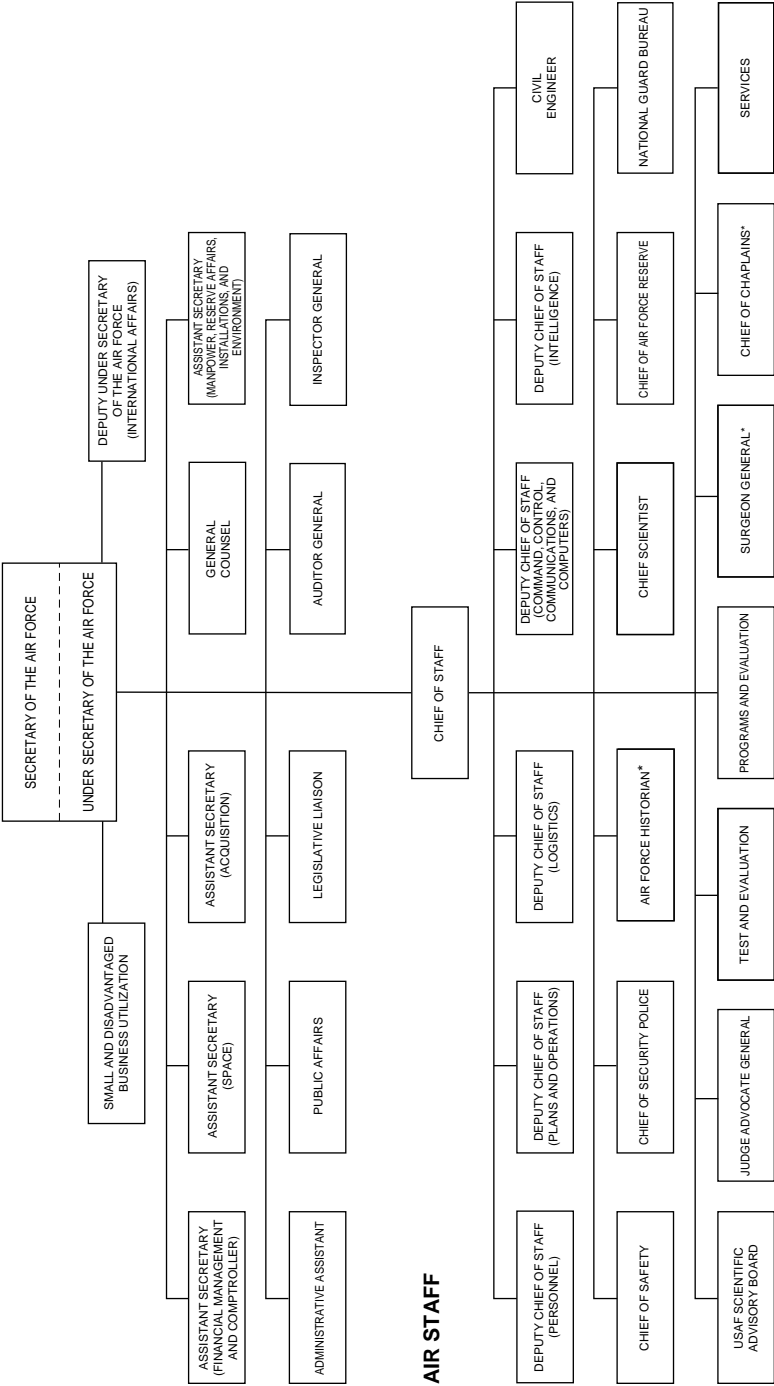 SECRETARY OF THE AIR FORCE
UNDER SECRETARY OF THE AIR FORCE
SMALL AND DISADVANTAGED
BUSINESS UTILIZATION
DEPUTY UNDER SECRETARY
OF THE AIR FORCE
(INTERNATIONAL AFFAIRS)
ASSISTANT SECRETARY
(FINANCIAL MANAGEMENT
AND COMPTROLLER)
ASSISTANT SECRETARY
(SPACE)
ASSISTANT SECRETARY
(ACQUISITION)
GENERAL
COUNSEL
ASSISTANT SECRETARY
(MANPOWER, RESERVE AFFAIRS,
INSTALLATIONS, AND
ENVIRONMENT)
ADMINISTRATIVE ASSISTANT
PUBLIC AFFAIRS
LEGISLATIVE LIAISON
AUDITOR GENERAL
INSPECTOR GENERAL
AIR STAFF
CHIEF OF STAFF
DEPUTY CHIEF OF STAFF
(PERSONNEL)
DEPUTY CHIEF OF STAFF
(PLANS AND OPERATIONS)
DEPUTY CHIEF OF STAFF
(LOGISTICS)
DEPUTY CHIEF OF STAFF
(COMMAND, CONTROL,
COMMUNICATIONS, AND
COMPUTERS)
DEPUTY CHIEF OF STAFF
(INTELLIGENCE)
CIVIL
ENGINEER
CHIEF OF SAFETY
CHIEF OF SECURITY POLICE
AIR FORCE HISTORIAN*
CHIEF SCIENTIST
CHIEF OF AIR FORCE RESERVE
NATIONAL GUARD BUREAU
USAF SCIENTIFIC
ADVISORY BOARD
JUDGE ADVOCATE GENERAL
TEST AND EVALUATION
PROGRAMS AND EVALUATION
SURGEON GENERAL*
CHIEF OF CHAPLAINS*
SERVICES